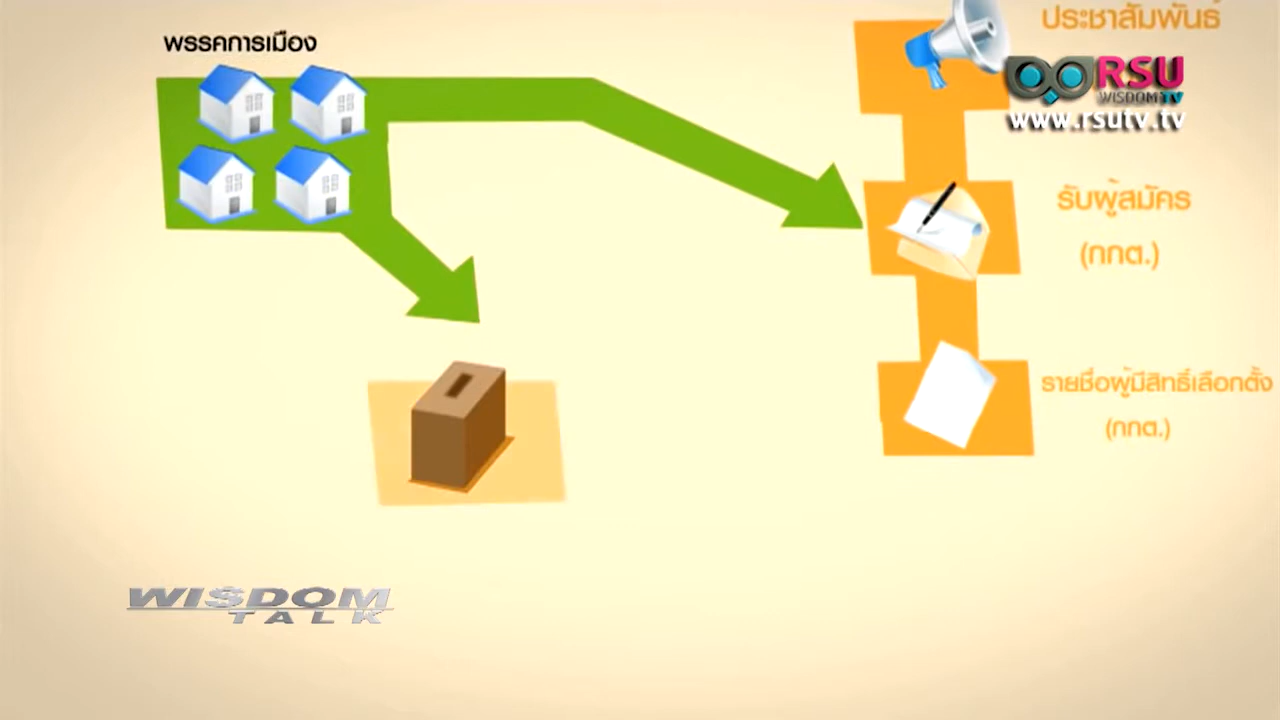 พรรคการเมือง
ประชาสัมพันธ์
RSU
WISDOM TV
www.rsutv.tv
รับผู้สมัคร
(กกต.)
รายชื่อผู้มีสิทธิ์เลือกตั้ง
(กกต.)
WISDOM
TALK